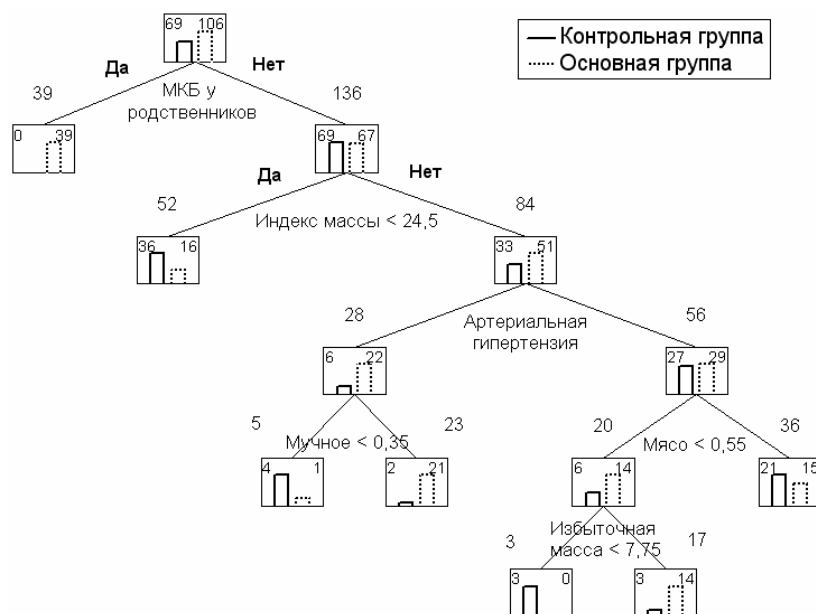 69 106
Контрольная группа
Основная группа
Да Нет
39 МКБ у 136
родственников
0 39
69 67
Да Нет
52 84
Индекс массы < 24,5
36 16
33 51
28 Артериальная 56
гипертензия
6 22
27 29
5 Мучное < 0,35 23
20 Мясо < 0,55 36
4 1
2 21
6 14
21 15
3 Избыточная 17
масса < 7,75
3 0
3 14